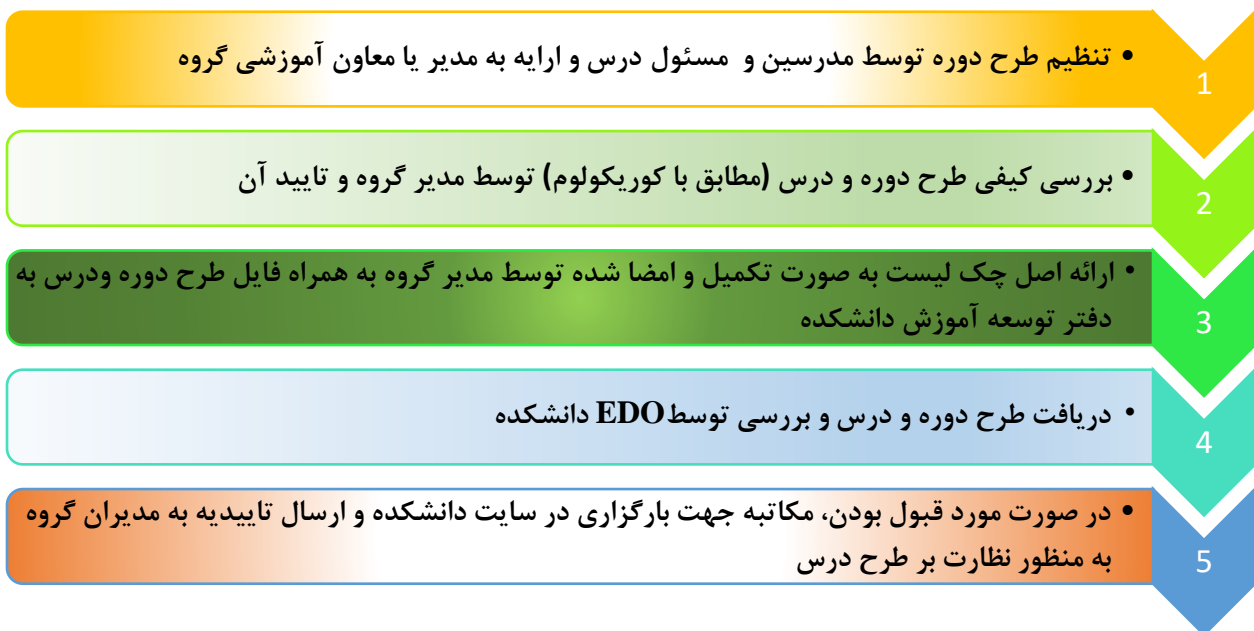 • تنظیم طرح دوره توسط مدرسین و مسئول درس و ارایه به مدیر یا معاون آموزشی گروه
1
• بررسی کیفی طرح دوره و درس (مطابق با کوریکولوم) توسط مدیر گروه و تایید آن
2
• ارائه اصل چک لیست به صورت تکمیل و امضا شده توسط مدیر گروه به همراه فایل طرح دوره ودرس به
دفتر توسعه آموزش دانشکده
3
• دریافت طرح دوره و درس و بررسی توسطEDO دانشکده
4
• در صورت مورد قبول بودن، مکاتبه جهت بارگزاری در سایت دانشکده و ارسال تاییدیه به مدیران گروه
به منظور نظارت بر طرح درس
5